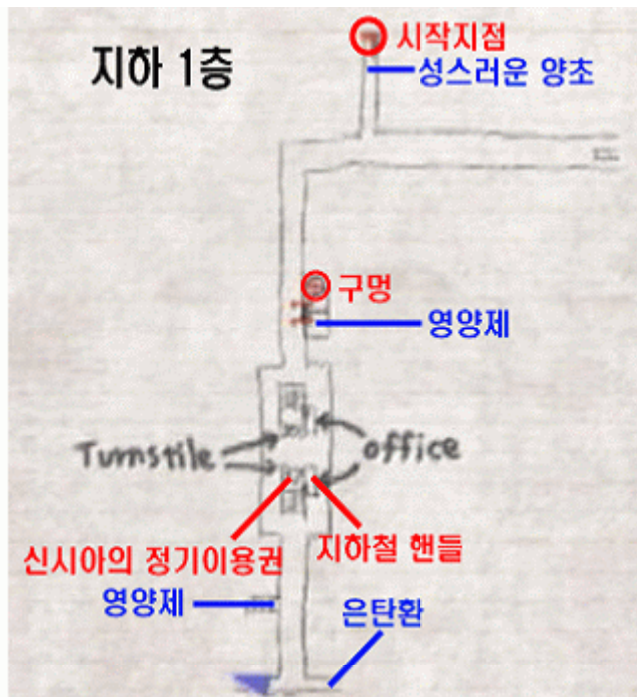 시작지점
지하 1층
성스러운 양초
구멍
영양제
Turnstile
office
신시아의 정기이용권
지하철 핸들
영양제
은탄환